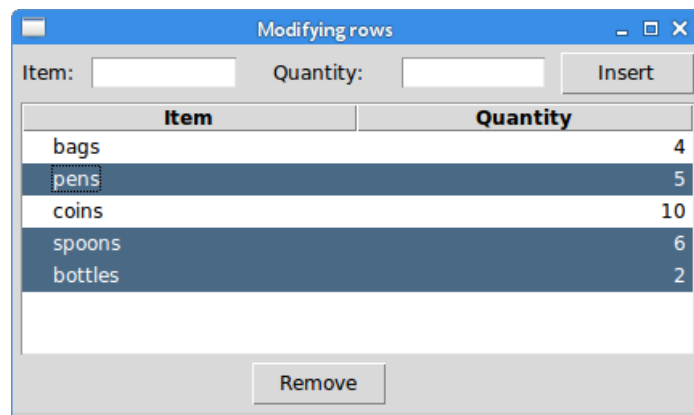 Modifying rows
Item: Quantity: Insert
Item Quantity
bags 4
pens 5
coins 10
spoons 6
bottles 2
Remove